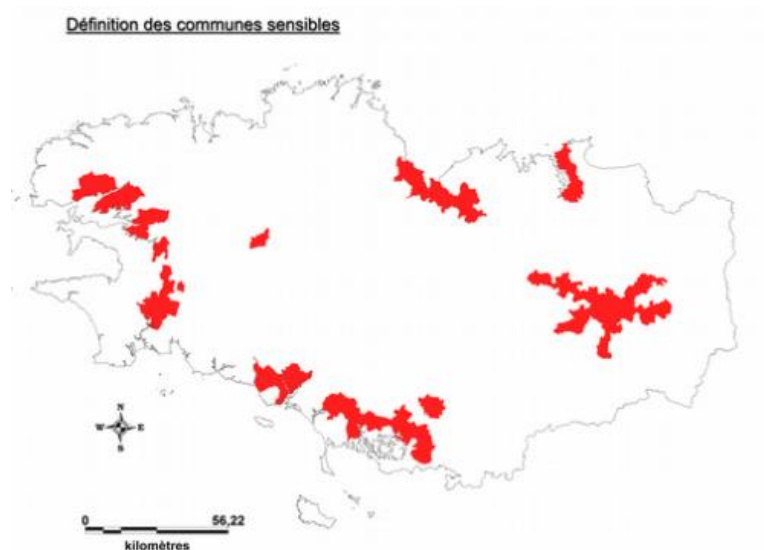 Définition des communes sensibles
N
W E
S
0 56,22
kilomètres